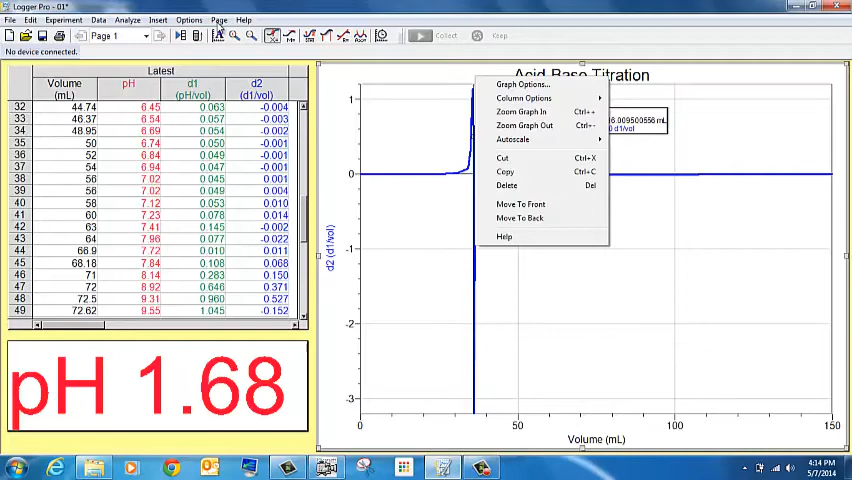 Logger Pro - 01*
File Edit Experiment Data Analyze Insert Options Page Help
Page 1
Collect
Keep
No device connected.
Latest
Volume (mL) pH d1 (pH/vol) d2 (d1/vol)
32 44.74 6.45 0.063 -0.004
33 46.37 6.54 0.057 -0.003
34 48.95 6.69 0.054 -0.002
35 50 6.74 0.050 -0.001
36 52 6.84 0.049 -0.001
37 54 6.94 0.047 -0.001
38 56 7.02 0.045 0.001
39 56 7.02 0.049 0.004
40 58 7.12 0.053 0.010
41 60 7.23 0.078 0.014
42 63 7.41 0.145 -0.002
43 64 7.96 0.077 -0.022
44 66.9 7.72 0.010 0.011
45 68.18 7.84 0.108 0.068
46 71 8.14 0.283 0.150
47 72 8.92 0.646 0.371
48 72.5 9.31 0.960 0.527
49 72.62 9.55 1.045 -0.152
pH 1.68
Acid Base Titration
Graph Options...
Column Options
Zoom Graph In Ctrl++
Zoom Graph Out Ctrl+-
Autoscale
Cut Ctrl+X
Copy Ctrl+C
Delete Del
Move To Front
Move To Back
Help
6.009500556 mL
0 d1/vol
d2 (d1/vol)
1
0
-1
-2
-3
0 50 100 150
Volume (mL)
4:14 PM
5/7/2014